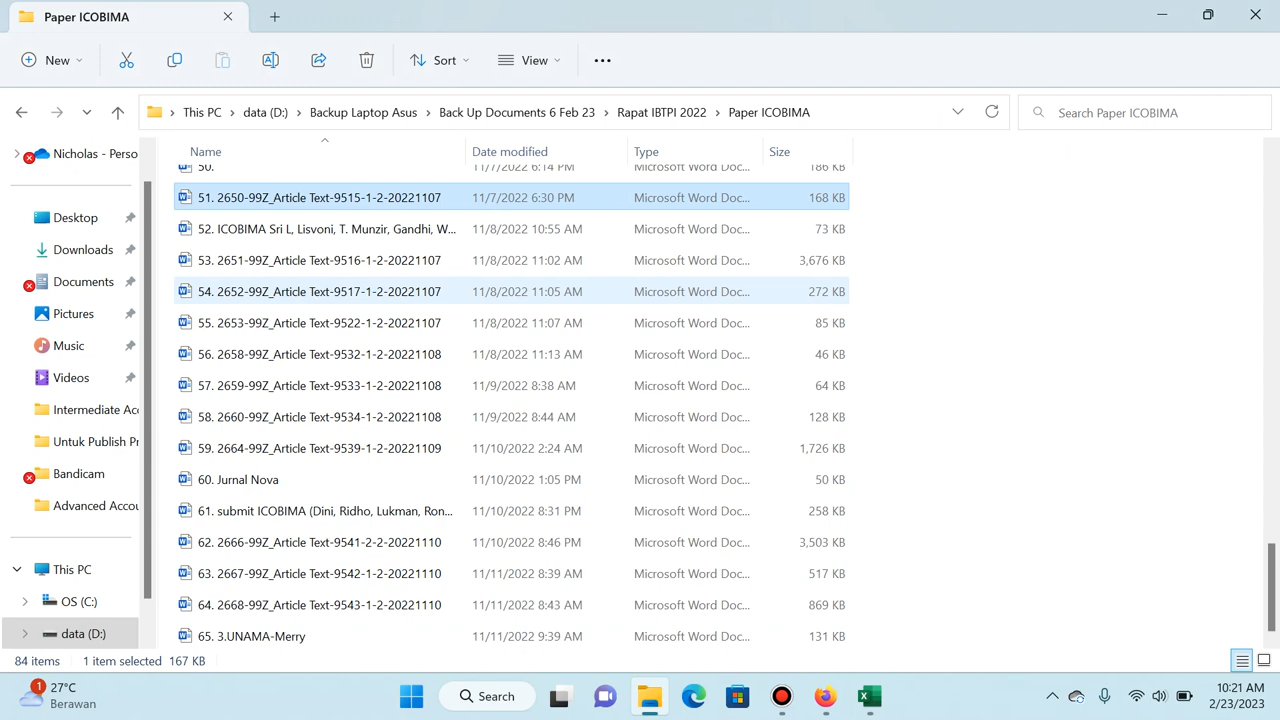 Paper ICOBIMA
New
Sort
View
This PC > data (D:) > Backup Laptop Asus > Back Up Documents 6 Feb 23 > Rapat IBTPI 2022 > Paper ICOBIMA
Search Paper ICOBIMA
Name Date modified Type Size
50. 11/7/2022 6:14 PM Microsoft Word Doc... 186 KB
51. 2650-99Z_Article Text-9515-1-2-20221107 11/7/2022 6:30 PM Microsoft Word Doc... 168 KB
52. ICOBIMA Sri L, Lisvoni, T. Munzir, Gandhi, W... 11/8/2022 10:55 AM Microsoft Word Doc... 73 KB
53. 2651-99Z_Article Text-9516-1-2-20221107 11/8/2022 11:02 AM Microsoft Word Doc... 3,676 KB
54. 2652-99Z_Article Text-9517-1-2-20221107 11/8/2022 11:05 AM Microsoft Word Doc... 272 KB
55. 2653-99Z_Article Text-9522-1-2-20221107 11/8/2022 11:07 AM Microsoft Word Doc... 85 KB
56. 2658-99Z_Article Text-9532-1-2-20221108 11/8/2022 11:13 AM Microsoft Word Doc... 46 KB
57. 2659-99Z_Article Text-9533-1-2-20221108 11/9/2022 8:38 AM Microsoft Word Doc... 64 KB
58. 2660-99Z_Article Text-9534-1-2-20221108 11/9/2022 8:44 AM Microsoft Word Doc... 128 KB
59. 2664-99Z_Article Text-9539-1-2-20221109 11/10/2022 2:24 AM Microsoft Word Doc... 1,726 KB
60. Jurnal Nova 11/10/2022 1:05 PM Microsoft Word Doc... 50 KB
61. submit ICOBIMA (Dini, Ridho, Lukman, Ron... 11/10/2022 8:31 PM Microsoft Word Doc... 258 KB
62. 2666-99Z_Article Text-9541-2-2-20221110 11/10/2022 8:46 PM Microsoft Word Doc... 3,503 KB
63. 2667-99Z_Article Text-9542-1-1-20221110 11/11/2022 8:39 AM Microsoft Word Doc... 517 KB
64. 2668-99Z_Article Text-9543-1-2-20221110 11/11/2022 8:43 AM Microsoft Word Doc... 869 KB
65. 3.UNAMA-Merry 11/11/2022 9:39 AM Microsoft Word Doc... 131 KB
Nicholas - Perso
Desktop
Downloads
Documents
Pictures
Music
Videos
Intermediate Acc
Untuk Publish Pr
Bandicam
Advanced Accou
This PC
OS (C:)
data (D:)
84 items 1 item selected 167 KB
1
27°C
Berawan
Search
10:21 AM
2/23/2023